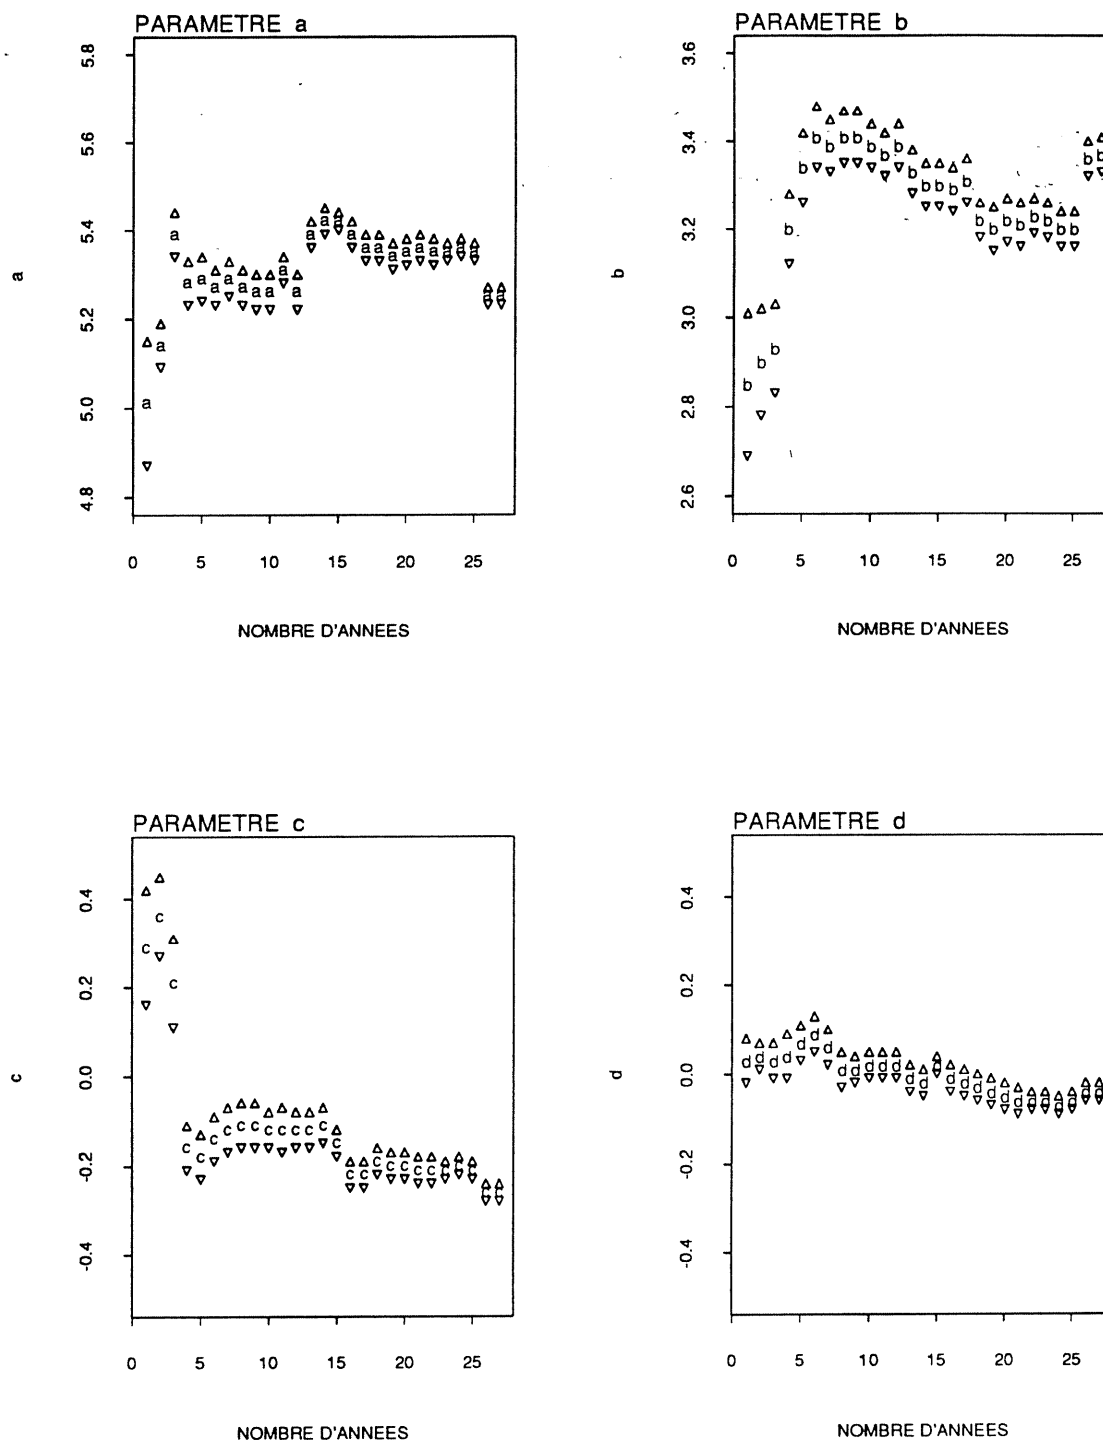 PARAMETRE a
5.8
5.6
5.4
5.2
5.0
4.8
a
0 5 10 15 20 25
NOMBRE D'ANNEES
PARAMETRE b
3.6
3.4
3.2
3.0
2.8
2.6
b
0 5 10 15 20 25
NOMBRE D'ANNEES
PARAMETRE c
0.4
0.2
0.0
-0.2
-0.4
c
0 5 10 15 20 25
NOMBRE D'ANNEES
PARAMETRE d
0.4
0.2
0.0
-0.2
-0.4
d
0 5 10 15 20 25
NOMBRE D'ANNEES